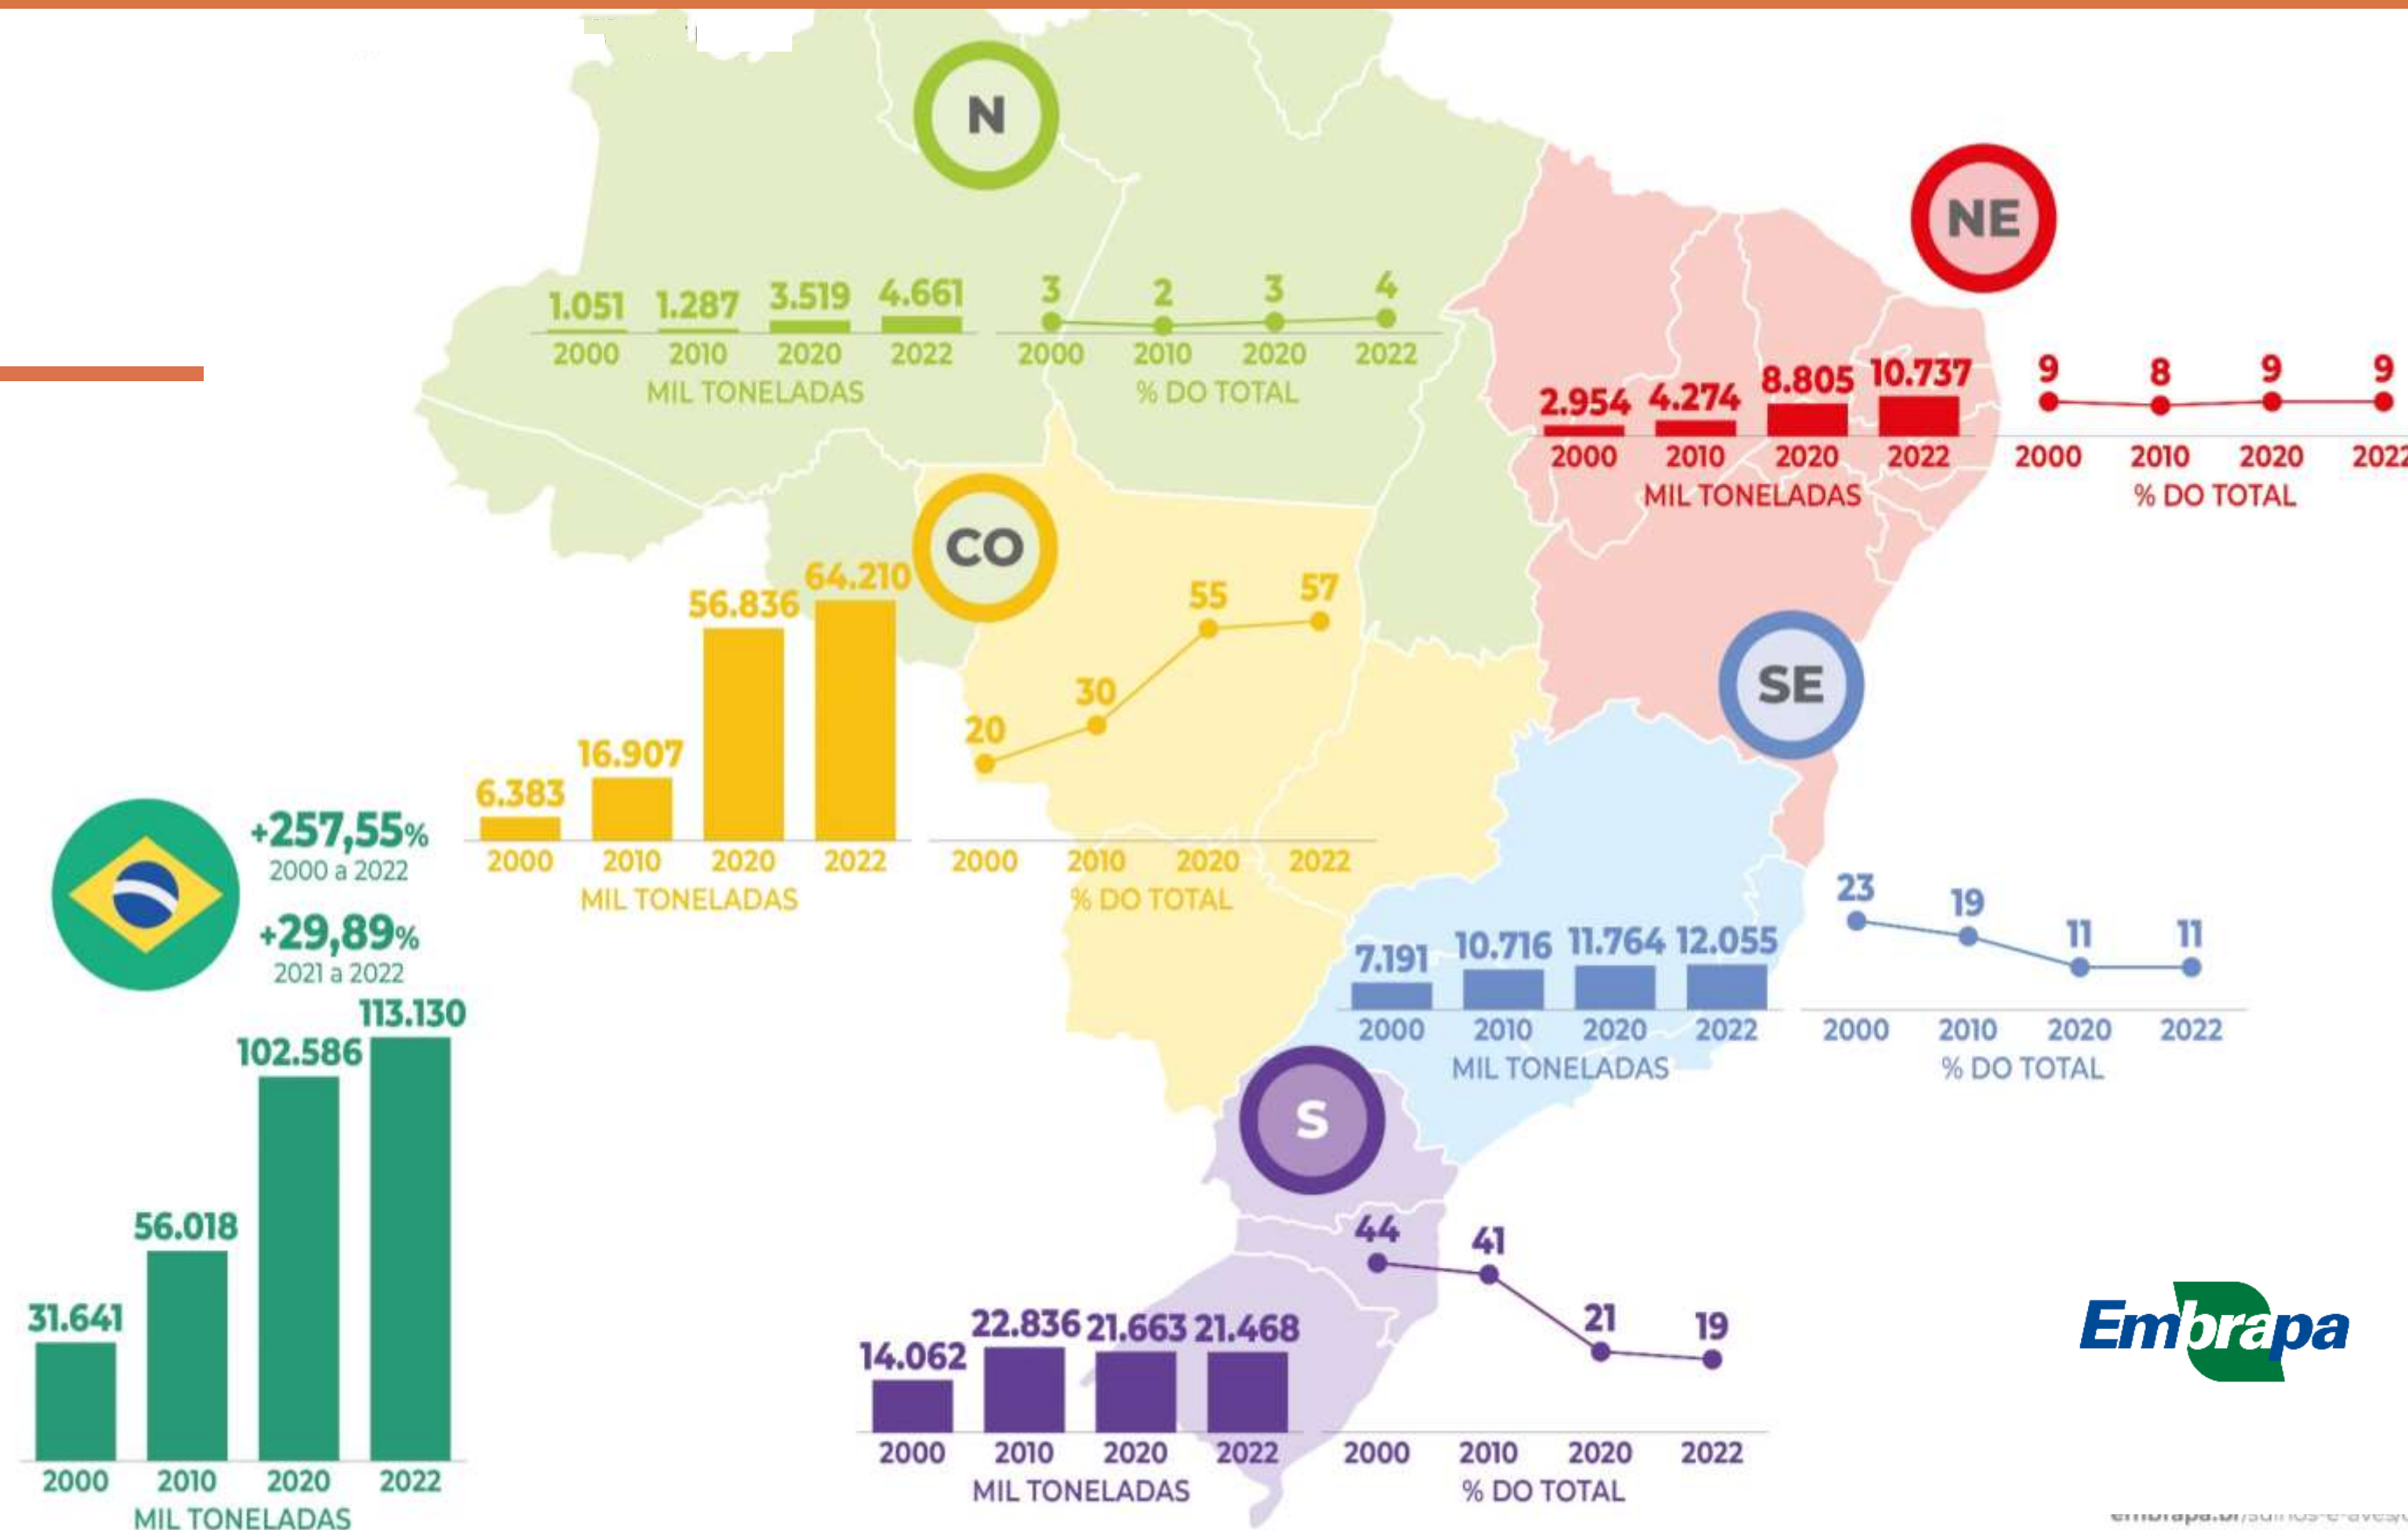 N
1.051 1.287 3.519 4.661
2000 2010 2020 2022
MIL TONELADAS
3 2 3 4
2000 2010 2020 2022
% DO TOTAL
NE
2.954 4.274 8.805 10.737
2000 2010 2020 2022
MIL TONELADAS
9 8 9 9
2000 2010 2020 2022
% DO TOTAL
CO
6.383 16.907 56.836 64.210
2000 2010 2020 2022
MIL TONELADAS
20 30 55 57
2000 2010 2020 2022
% DO TOTAL
SE
7.191 10.716 11.764 12.055
2000 2010 2020 2022
MIL TONELADAS
23 19 11 11
2000 2010 2020 2022
% DO TOTAL
+257,55%
2000 a 2022
+29,89%
2021 a 2022
31.641 56.018 102.586 113.130
2000 2010 2020 2022
MIL TONELADAS
S
14.062 22.836 21.663 21.468
2000 2010 2020 2022
MIL TONELADAS
44 41 21 19
2000 2010 2020 2022
% DO TOTAL
Embrapa